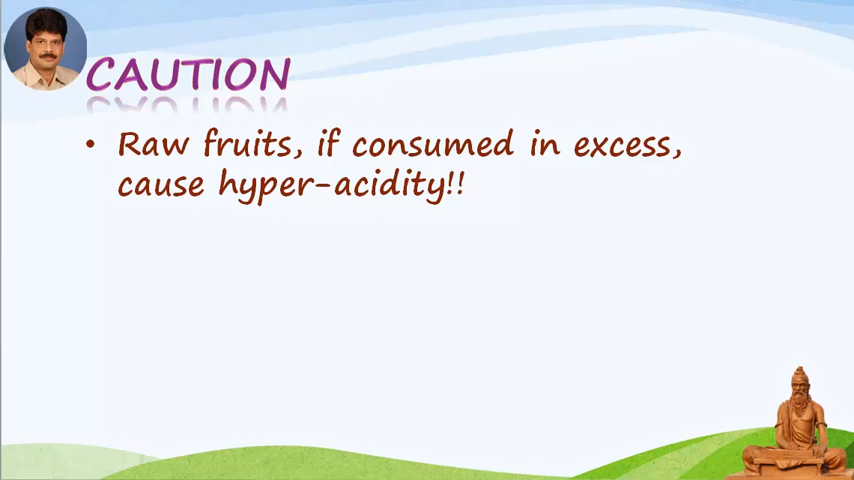 CAUTION
• Raw fruits, if consumed in excess,
cause hyper-acidity!!